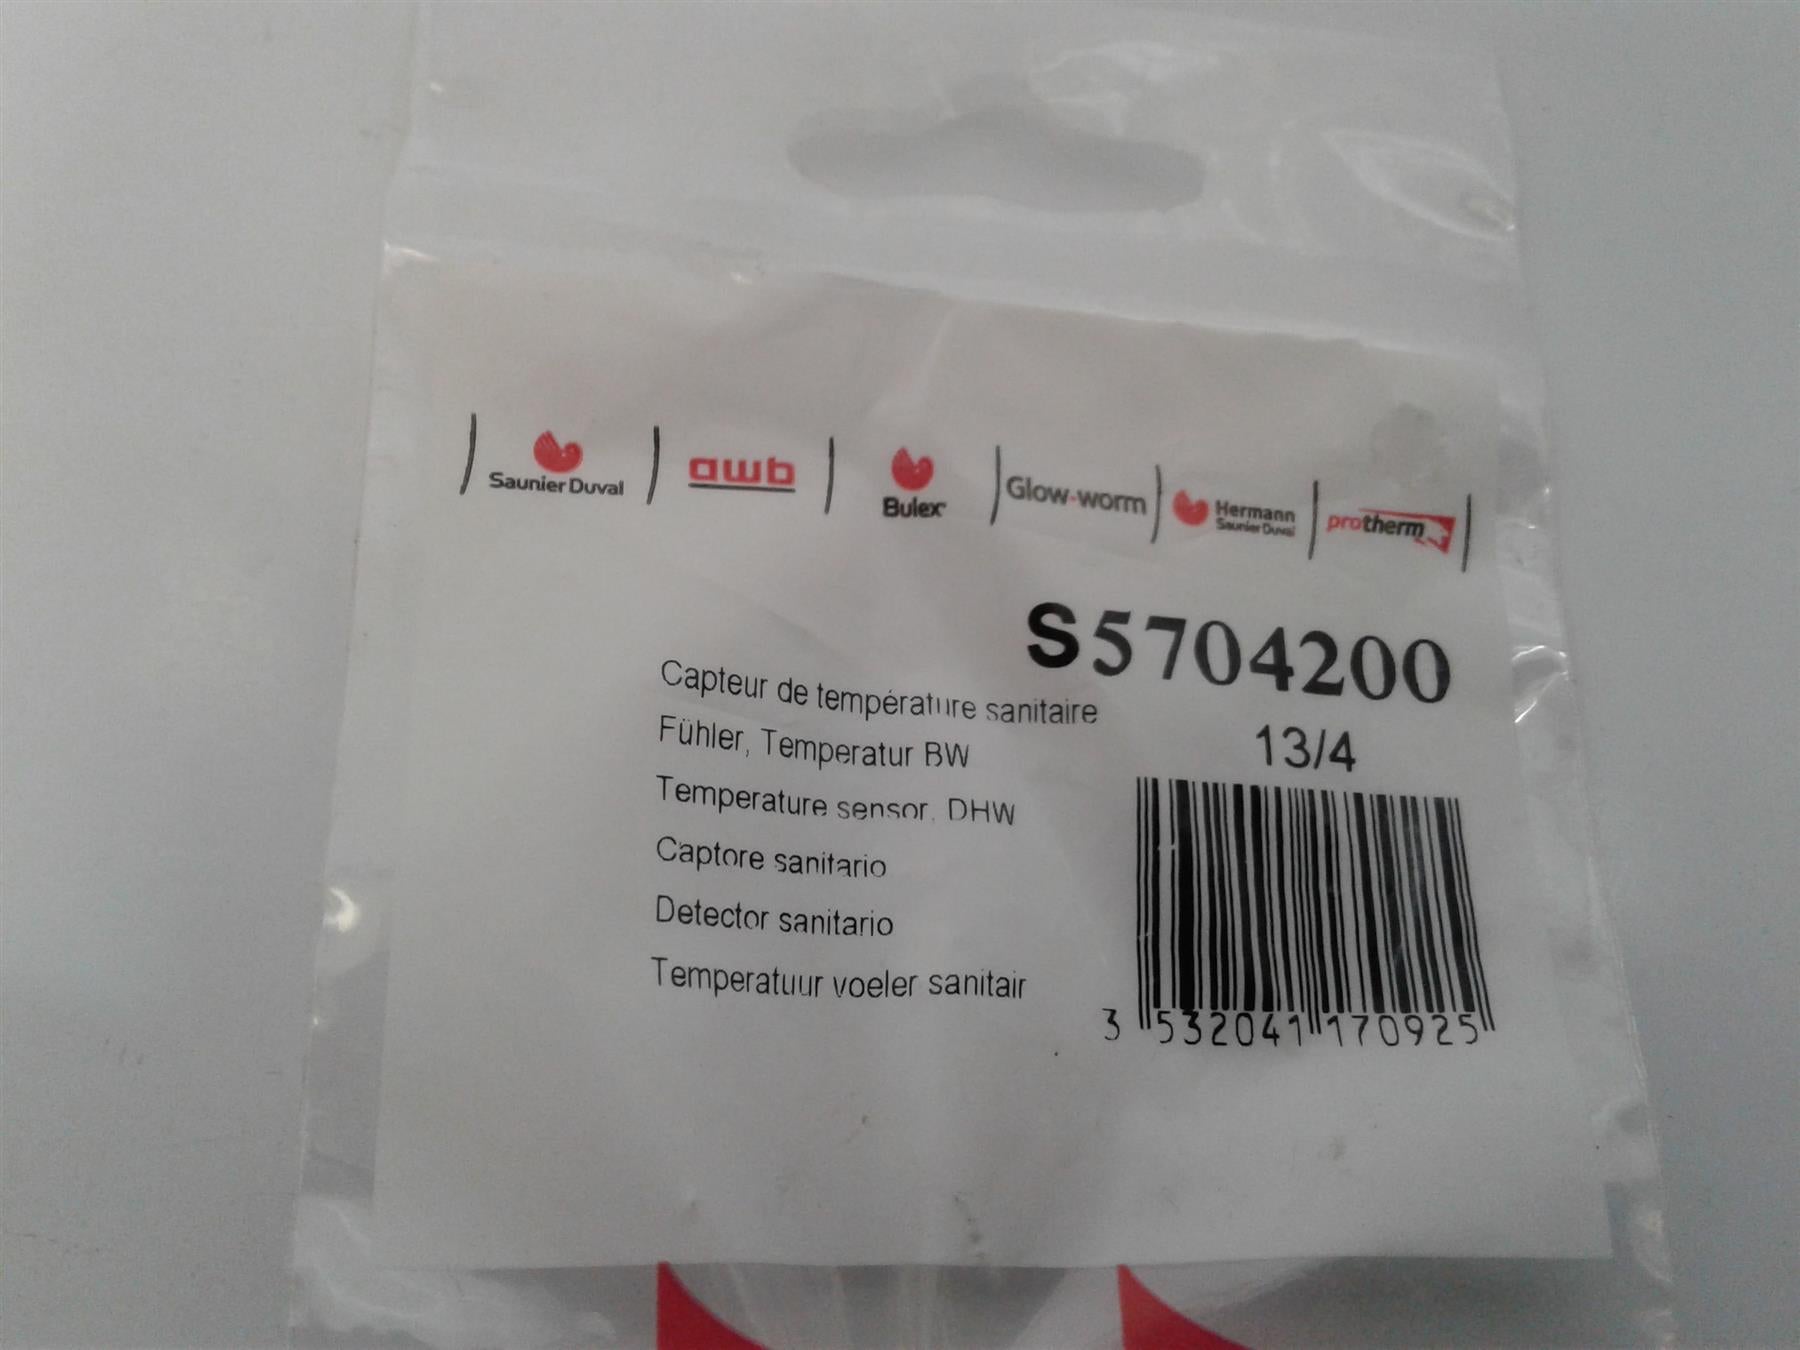 Saunier Duval awb Bulex Glow-worm Hermann Saunier Duval protherm
S5704200
Capteur de température sanitaire
13/4
Fühler, Temperatur BW
Temperature sensor, DHW
Captore sanitario
Detector sanitario
Temperatuur voeler sanitair
3 532041 170925